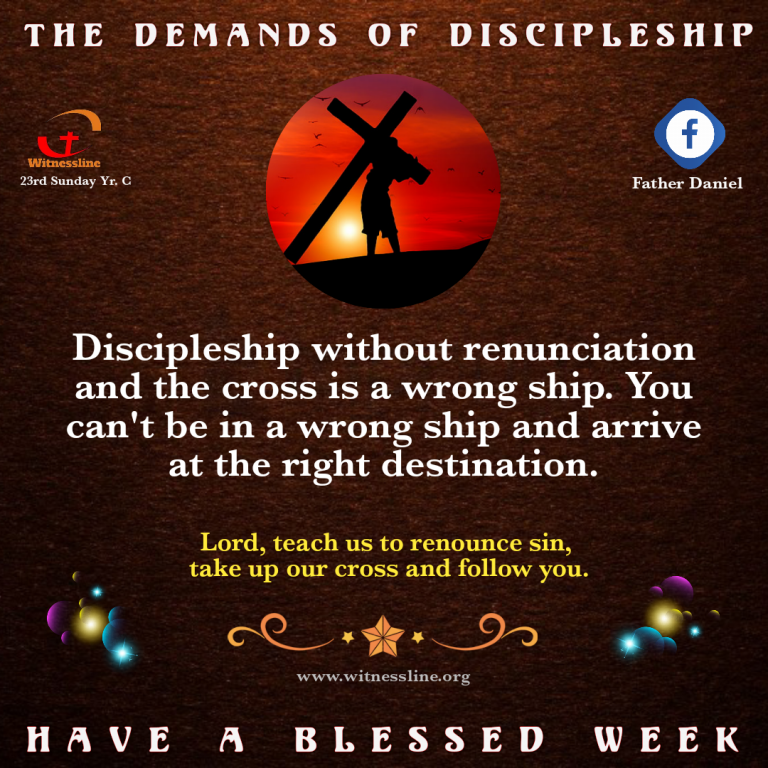 THE DEMANDS OF DISCIPLESHIP
Witnessline
23rd Sunday Yr. C
f
Father Daniel
Discipleship without renunciation
and the cross is a wrong ship. You
can't be in a wrong ship and arrive
at the right destination.
Lord, teach us to renounce sin,
take up our cross and follow you.
www.witnessline.org
HAVE A BLESSED WEEK